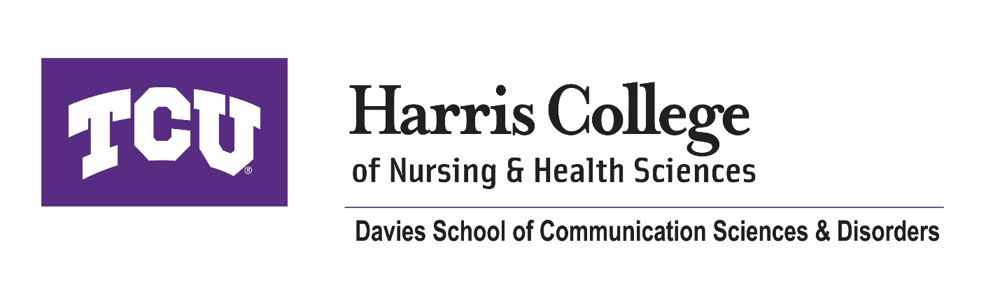 TCU®
Harris College
of Nursing & Health Sciences
Davies School of Communication Sciences & Disorders